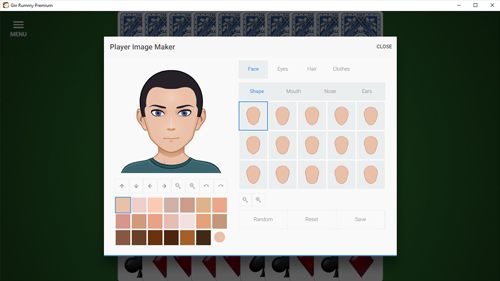 Gin Rummy Premium
MENU
Player Image Maker
CLOSE
Face Eyes Hair Clothes
Shape Mouth Nose Ears
Random Reset Save